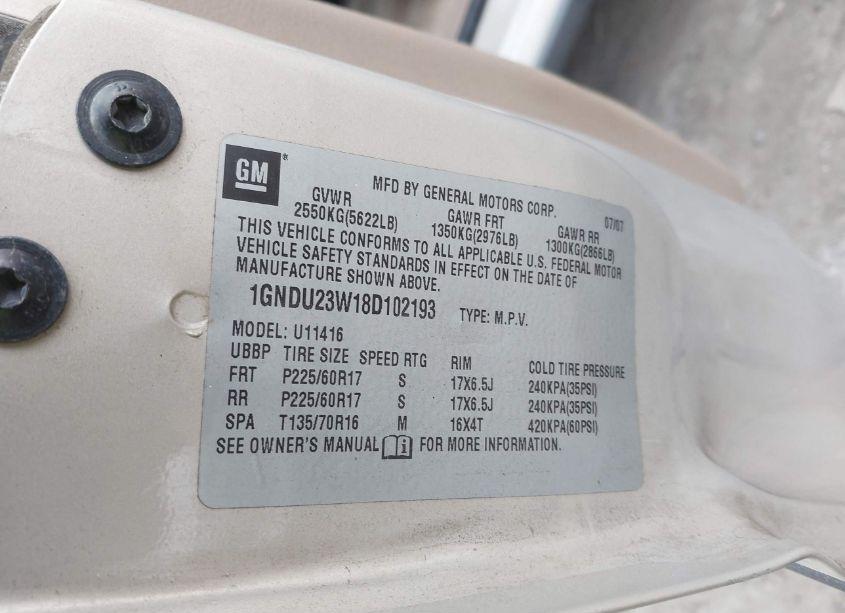 GM®
MFD BY GENERAL MOTORS CORP. 07/07
GVWR GAWR FRT GAWR RR
2550KG(5622LB) 1350KG(2976LB) 1300KG(2866LB)
THIS VEHICLE CONFORMS TO ALL APPLICABLE U.S. FEDERAL MOTOR
VEHICLE SAFETY STANDARDS IN EFFECT ON THE DATE OF
MANUFACTURE SHOWN ABOVE.
1GNDU23W18D102193 TYPE: M.P.V.
MODEL: U11416
UBBP TIRE SIZE SPEED RTG RIM COLD TIRE PRESSURE
FRT P225/60R17 S 17X6.5J 240KPA(35PSI)
RR P225/60R17 S 17X6.5J 240KPA(35PSI)
SPA T135/70R16 M 16X4T 420KPA(60PSI)
SEE OWNER'S MANUAL i FOR MORE INFORMATION.